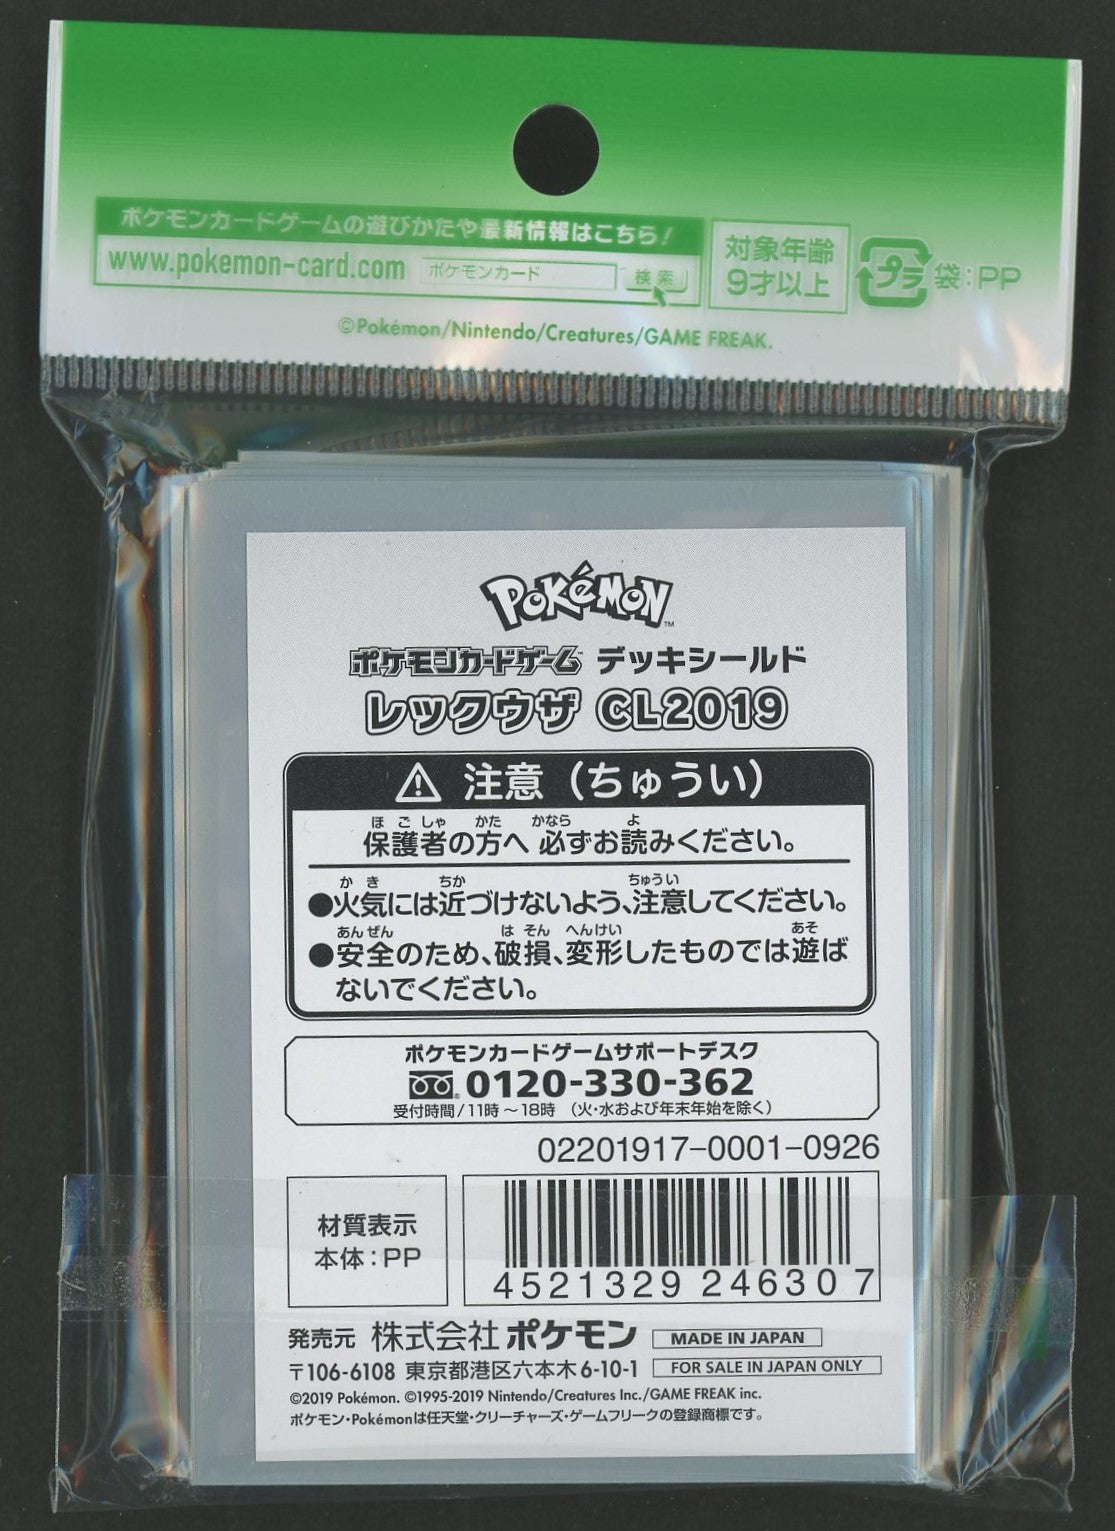 ポケモンカードゲームの遊びかたや最新情報はこちら！
www.pokemon-card.com ポケモンカード 検索
対象年齢
9才以上
プラ 袋:PP
©Pokémon/Nintendo/Creatures/GAME FREAK.
POKéMON™
ポケモンカードゲーム デッキシールド
レックウザ CL2019
注意（ちゅうい）
ほごしゃ かた かなら よ
保護者の方へ 必ずお読みください。
かき ちか ちゅうい
●火気には近づけないよう、注意してください。
あんぜん はそん へんけい あそ
●安全のため、破損、変形したものでは遊ば
ないでください。
ポケモンカードゲームサポートデスク
0120-330-362
受付時間/11時～18時 （火・水および年末年始を除く）
02201917-0001-0926
材質表示
本体:PP
4521329 246307
発売元 株式会社ポケモン MADE IN JAPAN
〒106-6108 東京都港区六本木6-10-1 FOR SALE IN JAPAN ONLY
©2019 Pokémon. ©1995-2019 Nintendo/Creatures Inc./GAME FREAK inc.
ポケモン・Pokémonは任天堂・クリーチャーズ・ゲームフリークの登録商標です。